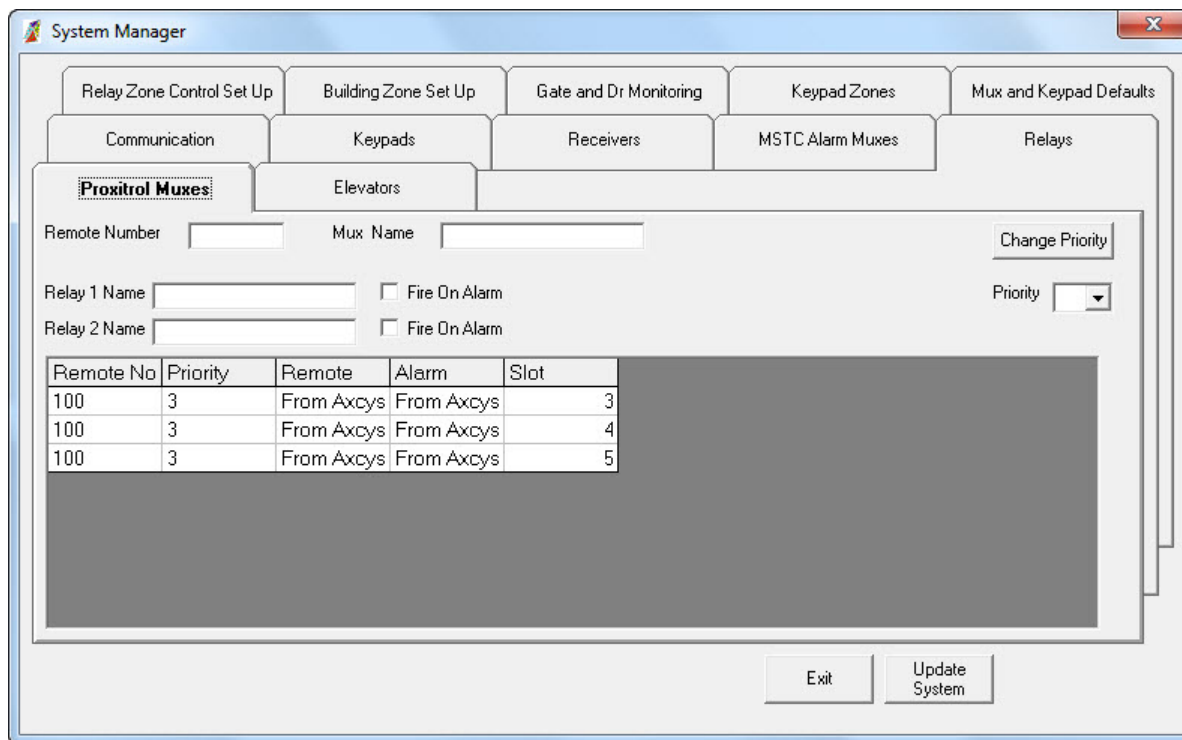 System Manager
Relay Zone Control Set Up Building Zone Set Up Gate and Dr Monitoring Keypad Zones Mux and Keypad Defaults
Communication Keypads Receivers MSTC Alarm Muxes Relays
Proxitrol Muxes Elevators
Remote Number Mux Name Change Priority
Relay 1 Name Fire On Alarm Priority
Relay 2 Name Fire On Alarm
Remote No Priority Remote Alarm Slot
100 3 From Axcys From Axcys 3
100 3 From Axcys From Axcys 4
100 3 From Axcys From Axcys 5
Exit Update System